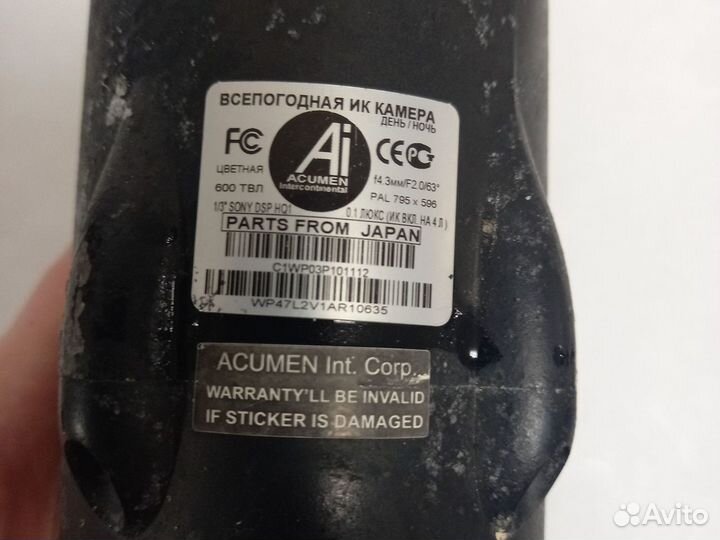 ВСЕПОГОДНАЯ ИК КАМЕРА
ДЕНЬ / НОЧЬ
FC
Ai
ACUMEN
Intercontinental
CE РСТ
ЦВЕТНАЯ
600 ТВЛ
f4.3мм/F2.0/63°
PAL 795 x 596
1/3" SONY DSP HQ1
0.1 ЛЮКС (ИК ВКЛ. НА 4 Л)
PARTS FROM JAPAN
C1WP03P101112
WP47L2V1AR10635
ACUMEN Int. Corp.
WARRANTY'LL BE INVALID
IF STICKER IS DAMAGED
Avito